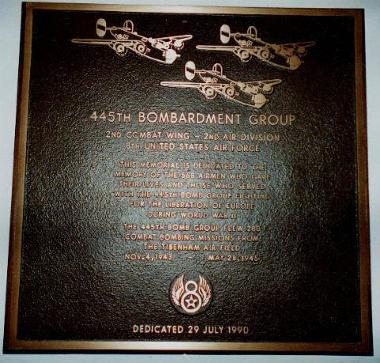 445TH BOMBARDMENT GROUP
2ND COMBAT WING - 2ND AIR DIVISION
8TH UNITED STATES AIR FORCE
THIS MEMORIAL IS DEDICATED TO THE
MEMORY OF THE 566 AIRMEN WHO GAVE
THEIR LIVES AND THOSE WHO SERVED
WITH THE 445TH BOMB GROUP FIGHTING
FOR THE LIBERATION OF EUROPE
DURING WORLD WAR II
THE 445TH BOMB GROUP FLEW 280
COMBAT BOMBING MISSIONS FROM
THE TIBENHAM AIR FIELD
NOV. 4, 1943 MAY 28, 1945
8
DEDICATED 29 JULY 1990